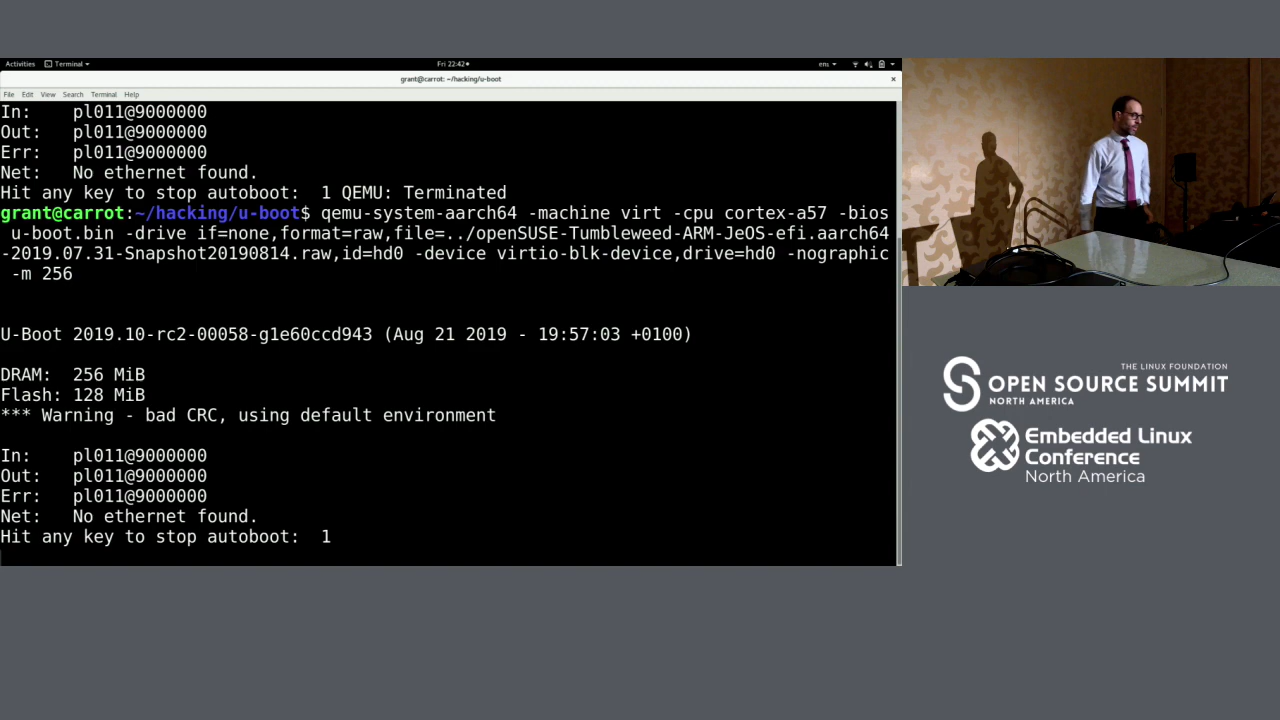 Activities Terminal Fri 22:42 en
grant@carrot: ~/hacking/u-boot
File Edit View Search Terminal Help
In:    pl011@9000000
Out:   pl011@9000000
Err:   pl011@9000000
Net:   No ethernet found.
Hit any key to stop autoboot:  1 QEMU: Terminated
grant@carrot:~/hacking/u-boot$ qemu-system-aarch64 -machine virt -cpu cortex-a57 -bios
u-boot.bin -drive if=none,format=raw,file=../openSUSE-Tumbleweed-ARM-JeOS-efi.aarch64
-2019.07.31-Snapshot20190814.raw,id=hd0 -device virtio-blk-device,drive=hd0 -nographic
-m 256
U-Boot 2019.10-rc2-00058-g1e60ccd943 (Aug 21 2019 - 19:57:03 +0100)
DRAM:  256 MiB
Flash: 128 MiB
*** Warning - bad CRC, using default environment
In:    pl011@9000000
Out:   pl011@9000000
Err:   pl011@9000000
Net:   No ethernet found.
Hit any key to stop autoboot:  1
THE LINUX FOUNDATION
OPEN SOURCE SUMMIT
NORTH AMERICA
Embedded Linux
Conference
North America